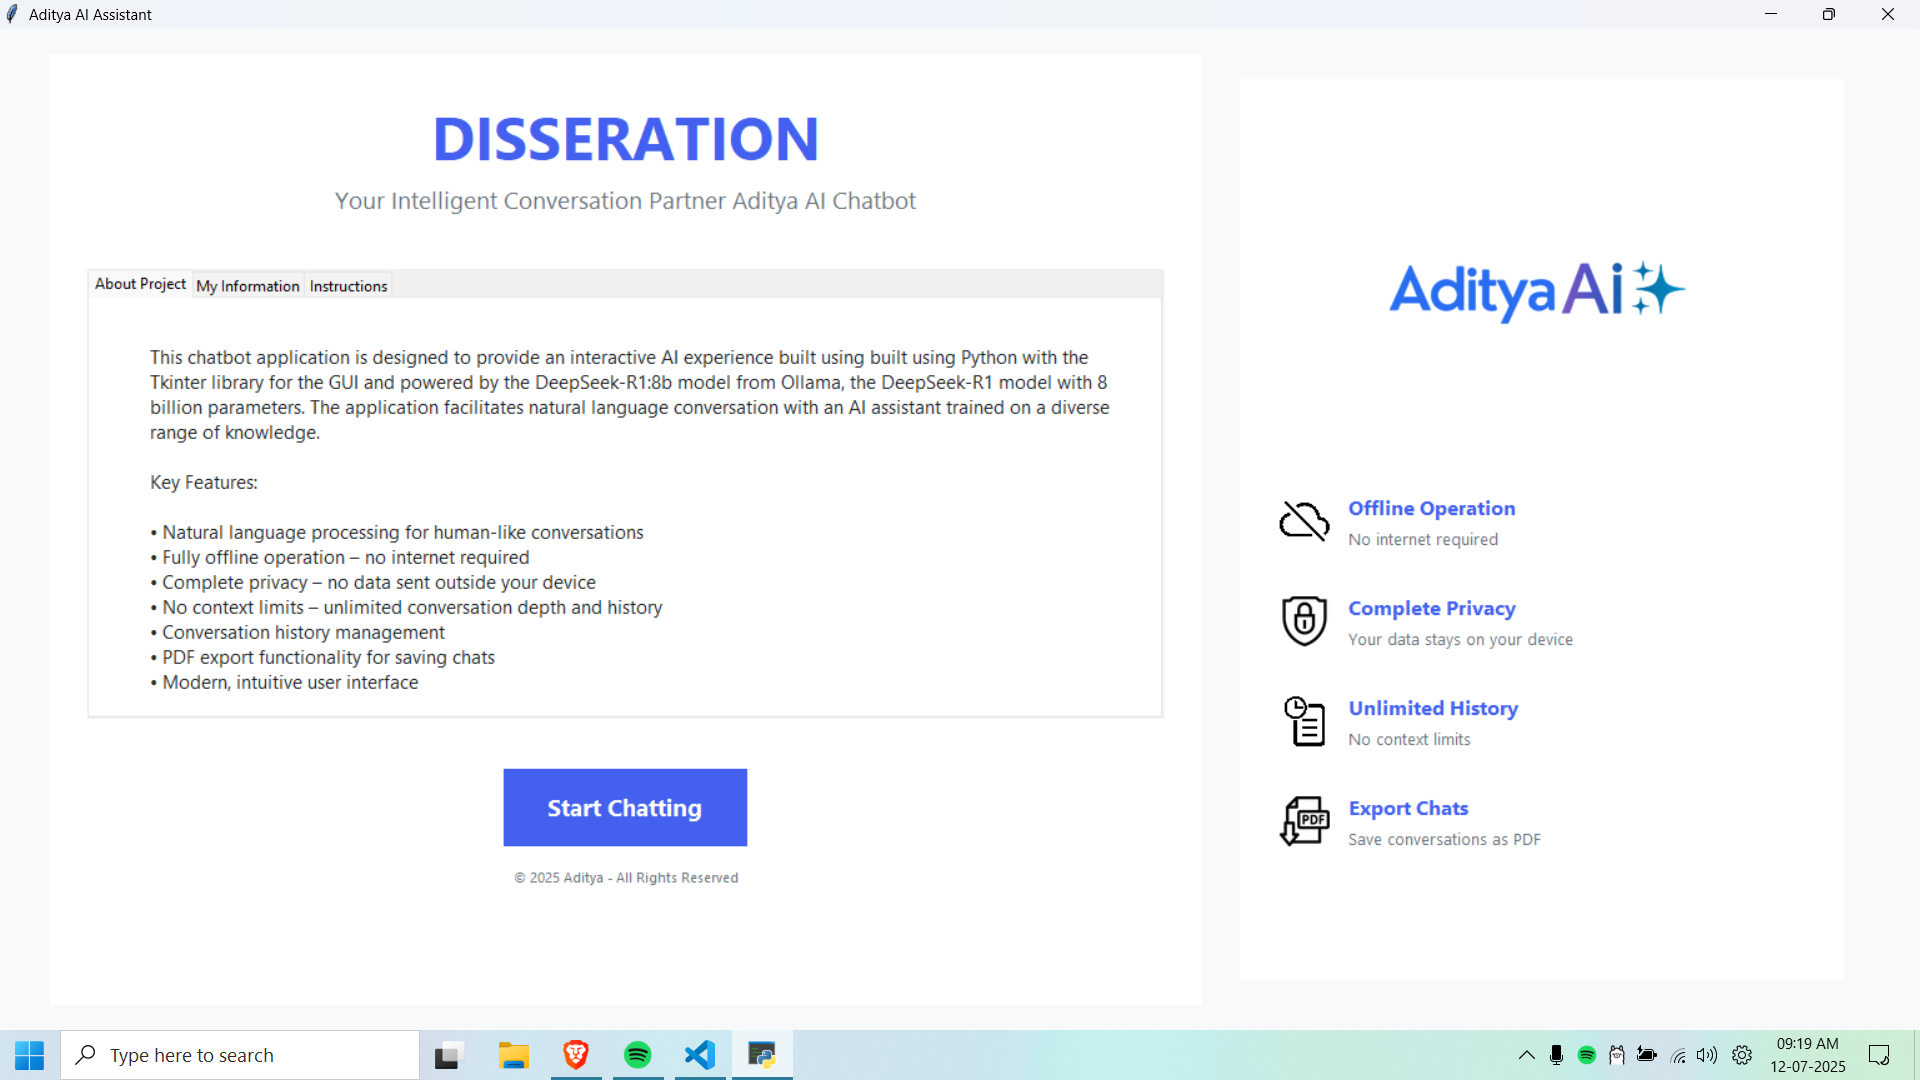 Aditya AI Assistant
DISSERATION
Your Intelligent Conversation Partner Aditya AI Chatbot
About Project My Information Instructions
This chatbot application is designed to provide an interactive AI experience built using built using Python with the
Tkinter library for the GUI and powered by the DeepSeek-R1:8b model from Ollama, the DeepSeek-R1 model with 8
billion parameters. The application facilitates natural language conversation with an AI assistant trained on a diverse
range of knowledge.
Key Features:
• Natural language processing for human-like conversations
• Fully offline operation – no internet required
• Complete privacy – no data sent outside your device
• No context limits – unlimited conversation depth and history
• Conversation history management
• PDF export functionality for saving chats
• Modern, intuitive user interface
Start Chatting
© 2025 Aditya - All Rights Reserved
Aditya Ai
Offline Operation
No internet required
Complete Privacy
Your data stays on your device
Unlimited History
No context limits
PDF
Export Chats
Save conversations as PDF
Type here to search
09:19 AM
12-07-2025